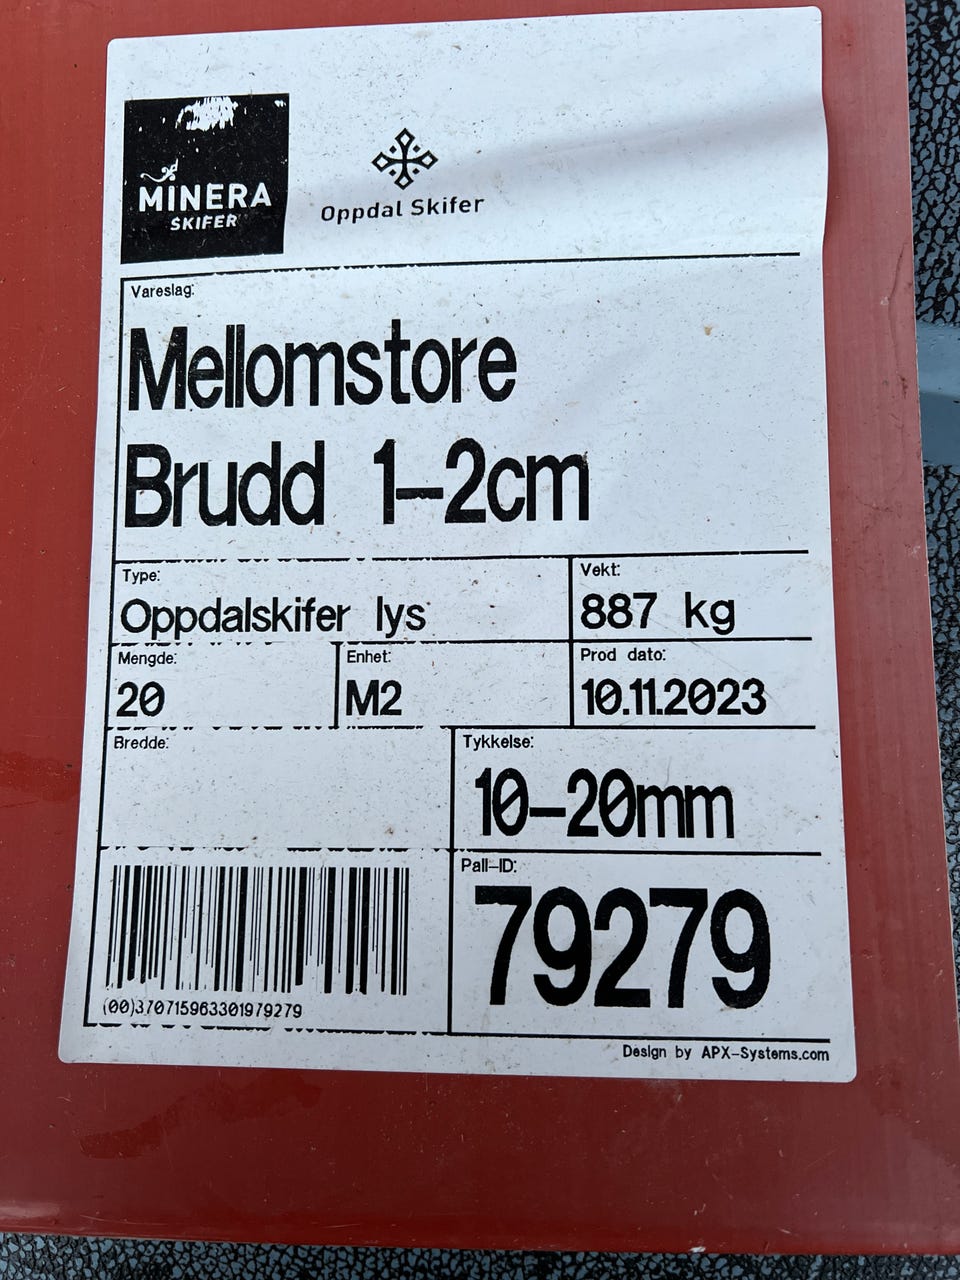 MINERA
SKIFER
Oppdal Skifer
Vareslag:
Mellomstore
Brudd 1-2cm
Type:
Oppdalskifer lys
Vekt:
887 kg
Mengde:
20
Enhet:
M2
Prod dato:
10.11.2023
Bredde:
Tykkelse:
10-20mm
Pall-ID:
79279
(00)370715963301979279
Design by APX-Systems.com